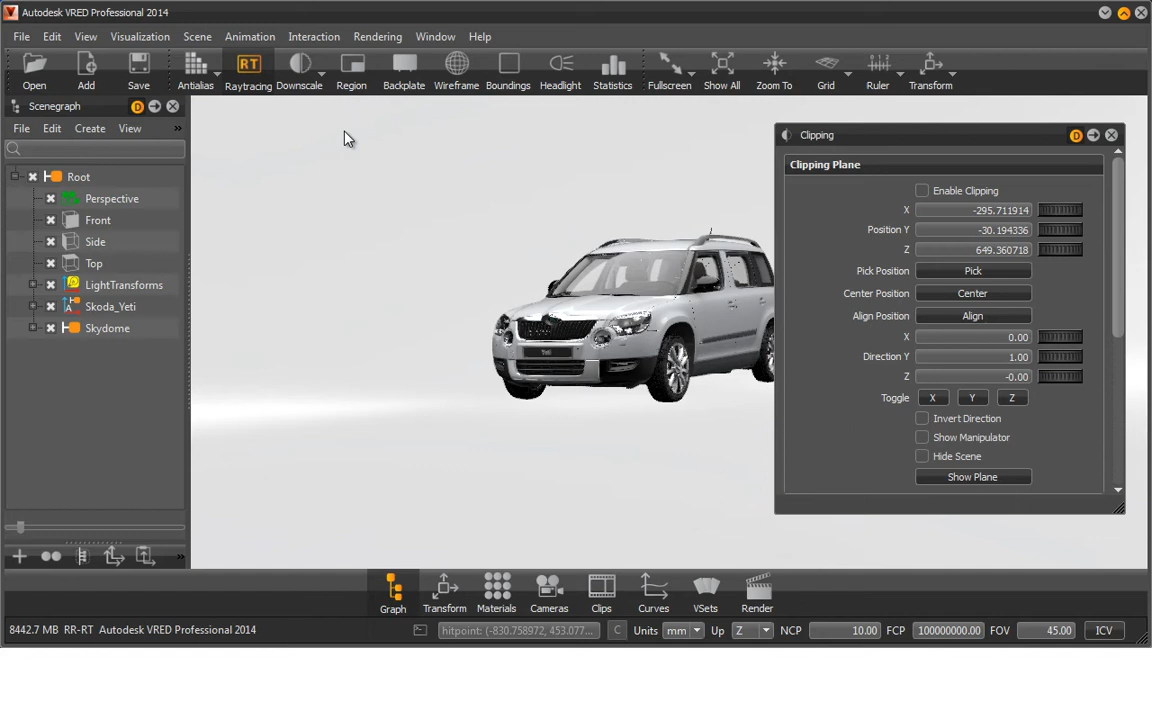 Autodesk VRED Professional 2014
File Edit View Visualization Scene Animation Interaction Rendering Window Help
Open Add Save Antialias RT Raytracing Downscale Region Backplate Wireframe Boundings Headlight Statistics Fullscreen Show All Zoom To Grid Ruler Transform
Scenegraph D
File Edit Create View »
Root
Perspective
Front
Side
Top
LightTransforms
A Skoda_Yeti
Skydome
»
Clipping D
Clipping Plane
Enable Clipping
X -295.711914
Position Y -30.194336
Z 649.360718
Pick Position Pick
Center Position Center
Align Position Align
X 0.00
Direction Y 1.00
Z -0.00
Toggle X Y Z
Invert Direction
Show Manipulator
Hide Scene
Show Plane
Graph Transform Materials Cameras Clips Curves VSets Render
8442.7 MB RR-RT Autodesk VRED Professional 2014 hitpoint: (-830.758972, 453.077... C Units mm Up Z NCP 10.00 FCP 100000000.00 FOV 45.00 ICV